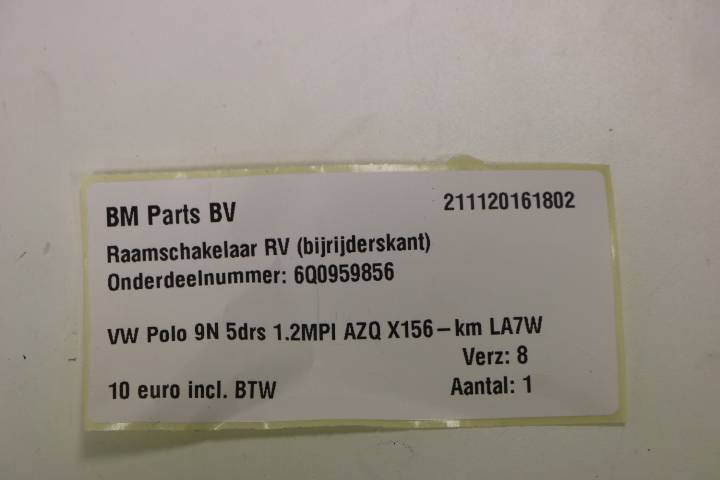 BM Parts BV 211120161802
Raamschakelaar RV (bijrijderskant)
Onderdeelnummer: 6Q0959856
VW Polo 9N 5drs 1.2MPI AZQ X156-km LA7W
Verz: 8
10 euro incl. BTW Aantal: 1